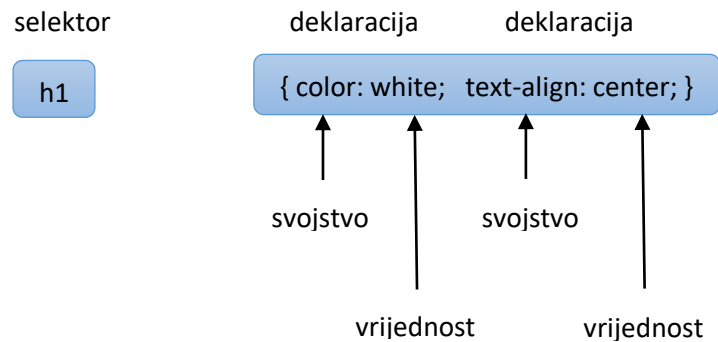 selektor deklaracija deklaracija
h1 { color: white; text-align: center; }
svojstvo svojstvo
vrijednost vrijednost